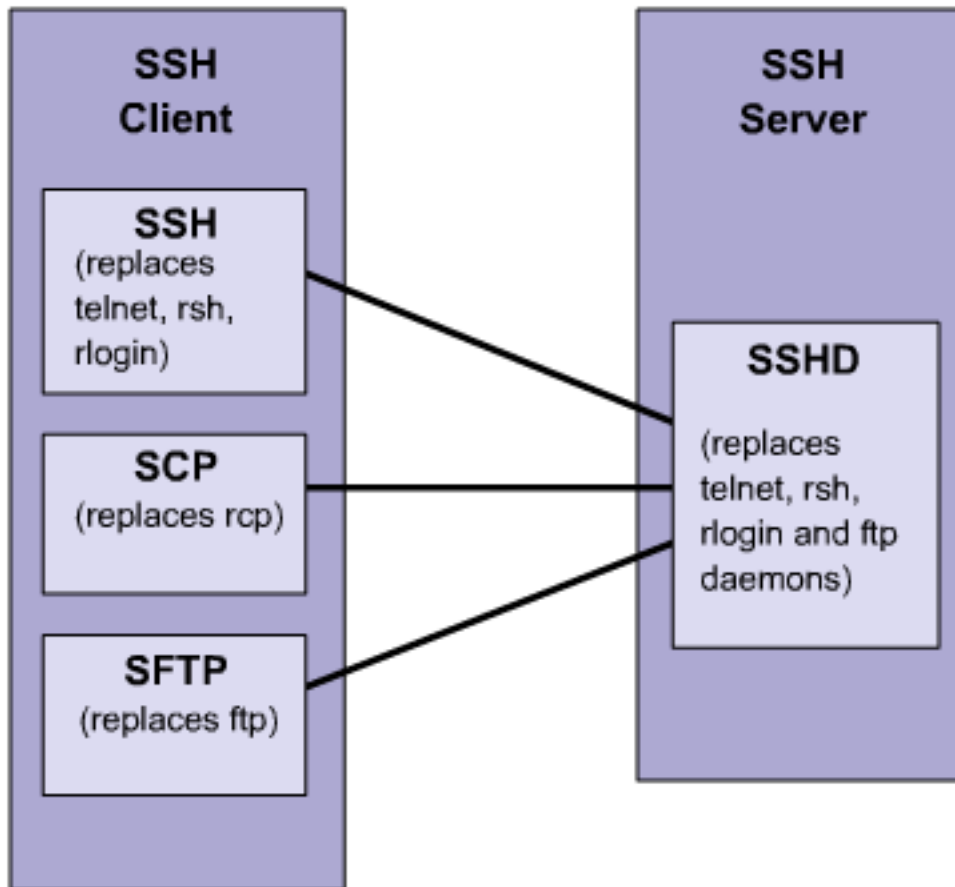 SSH
Client
SSH
(replaces
telnet, rsh,
rlogin)
SCP
(replaces rcp)
SFTP
(replaces ftp)
SSH
Server
SSHD
(replaces
telnet, rsh,
rlogin and ftp
daemons)